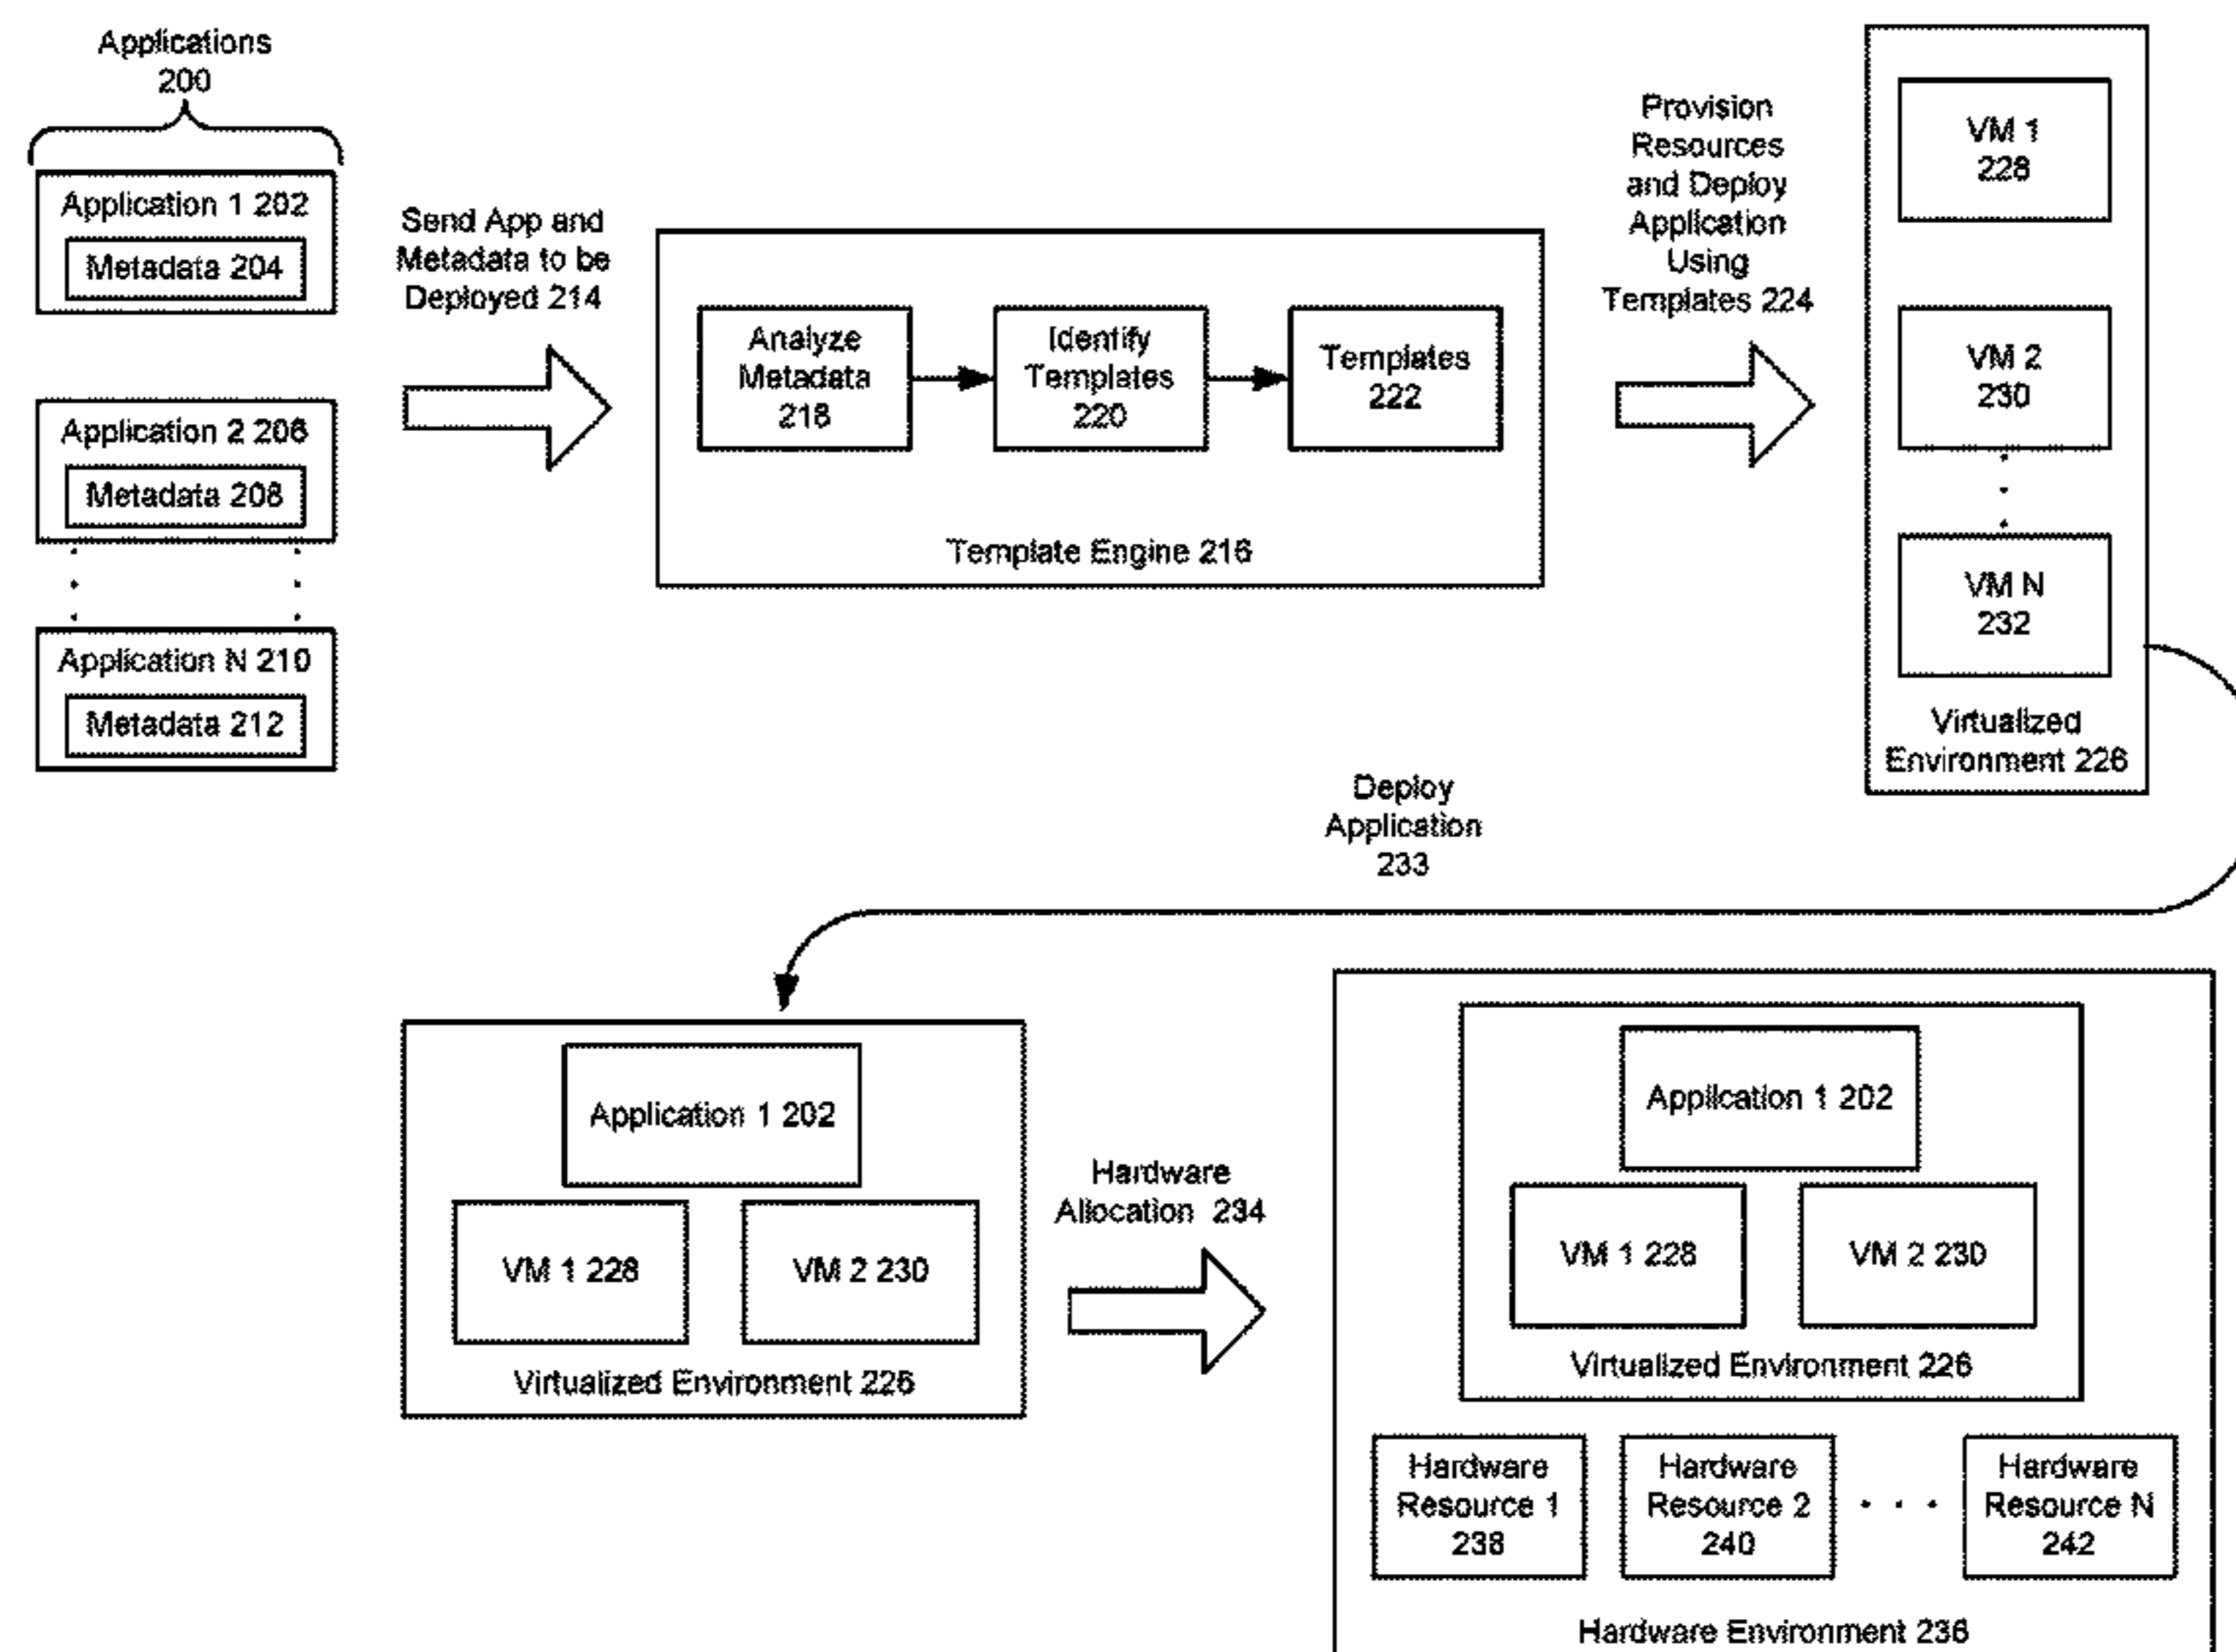 Applications
200
Application 1 202
Metadata 204
Application 2 206
Metadata 208
Application N 210
Metadata 212
Send App and
Metadata to be
Deployed 214
Analyze
Metadata
218
Identify
Templates
220
Templates
222
Template Engine 216
Provision
Resources
and Deploy
Application
Using
Templates 224
VM 1
228
VM 2
230
VM N
232
Virtualized
Environment 226
Deploy
Application
233
Application 1 202
VM 1 228
VM 2 230
Virtualized Environment 226
Hardware
Allocation 234
Application 1 202
VM 1 228
VM 2 230
Virtualized Environment 226
Hardware
Resource 1
238
Hardware
Resource 2
240
Hardware
Resource N
242
Hardware Environment 236